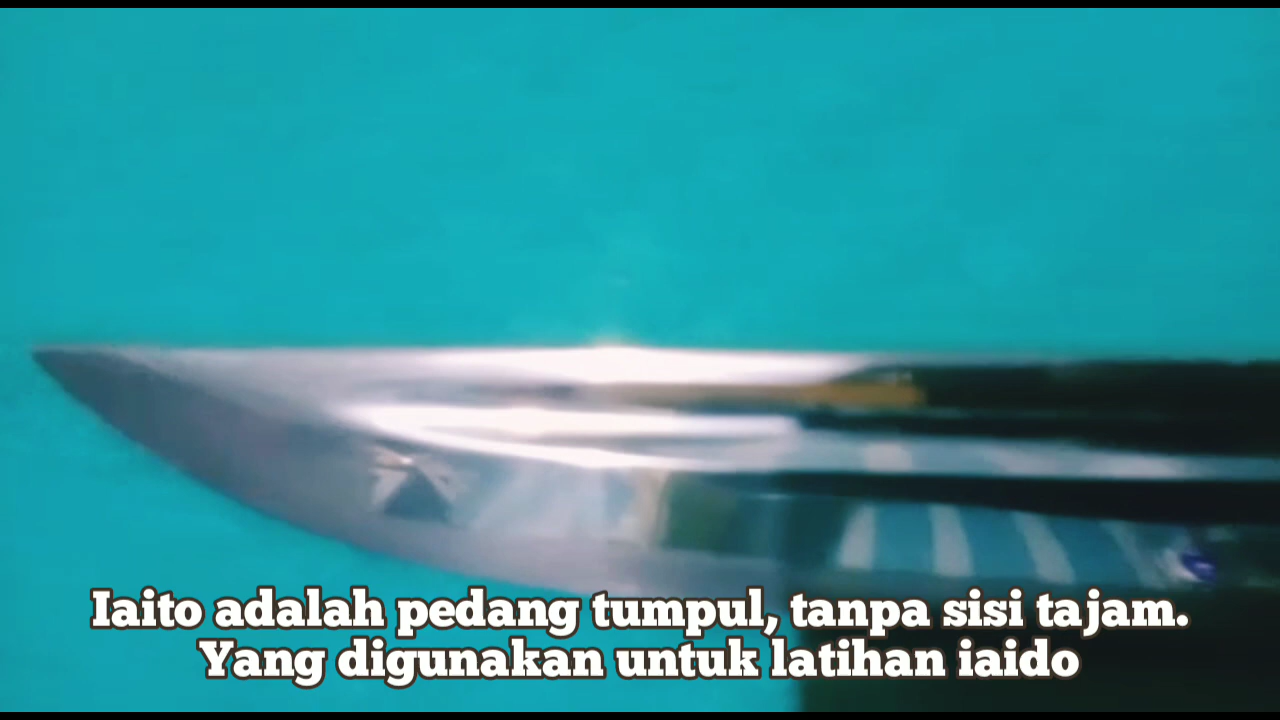 Iaito adalah pedang tumpul, tanpa sisi tajam.
Yang digunakan untuk latihan iaido